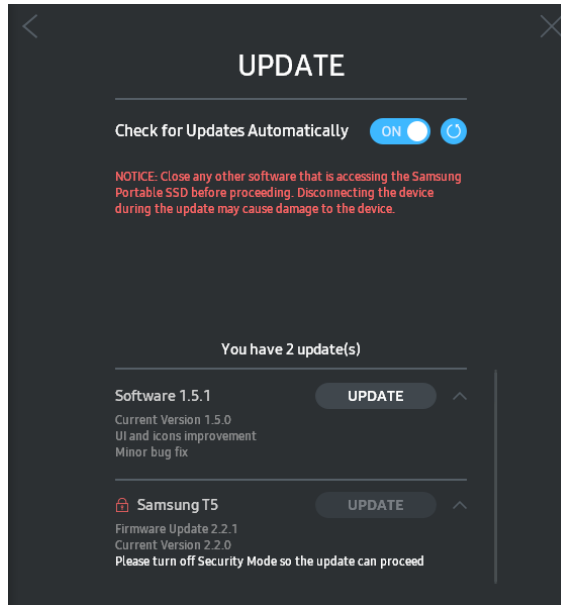 UPDATE
Check for Updates Automatically ON
NOTICE: Close any other software that is accessing the Samsung
Portable SSD before proceeding. Disconnecting the device
during the update may cause damage to the device.
You have 2 update(s)
Software 1.5.1 UPDATE
Current Version 1.5.0
UI and icons improvement
Minor bug fix
Samsung T5 UPDATE
Firmware Update 2.2.1
Current Version 2.2.0
Please turn off Security Mode so the update can proceed